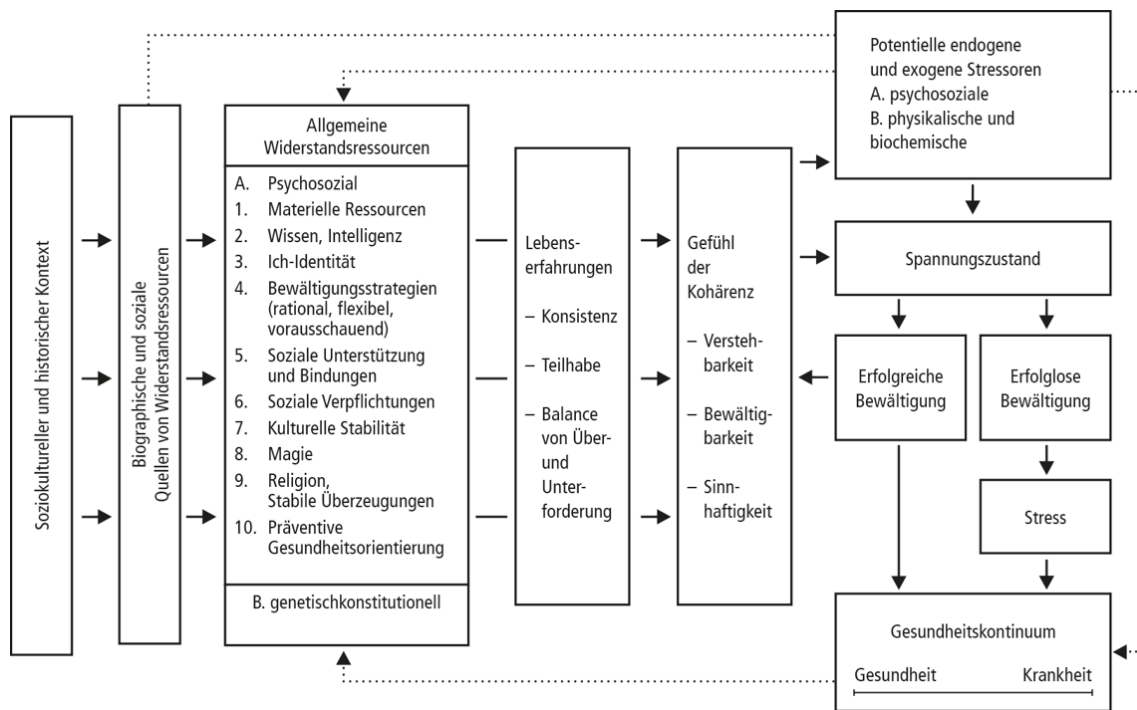 Soziokultureller und historischer Kontext
Biographische und soziale
Quellen von Widerstandsressourcen
Allgemeine
Widerstandsressourcen
A. Psychosozial
1. Materielle Ressourcen
2. Wissen, Intelligenz
3. Ich-Identität
4. Bewältigungsstrategien
(rational, flexibel,
vorausschauend)
5. Soziale Unterstützung
und Bindungen
6. Soziale Verpflichtungen
7. Kulturelle Stabilität
8. Magie
9. Religion,
Stabile Überzeugungen
10. Präventive
Gesundheitsorientierung
B. genetischkonstitutionell
Lebens-
erfahrungen
– Konsistenz
– Teilhabe
– Balance
von Über-
und
Unter-
forderung
Gefühl
der
Kohärenz
– Versteh-
barkeit
– Bewältig-
barkeit
– Sinn-
haftigkeit
Potentielle endogene
und exogene Stressoren
A. psychosoziale
B. physikalische und
biochemische
Spannungszustand
Erfolgreiche
Bewältigung
Erfolglose
Bewältigung
Stress
Gesundheitskontinuum
Gesundheit Krankheit